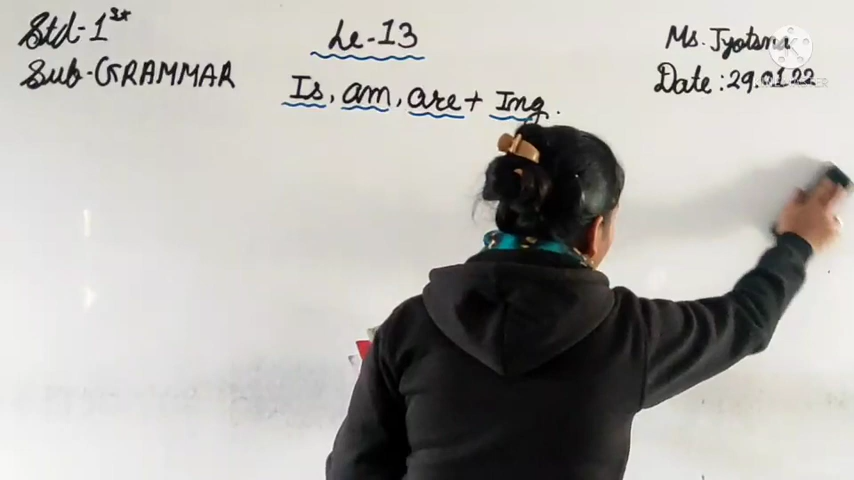 Std-1st
Sub-GRAMMAR
Le-13
Is, am, are + Ing.
Ms. Jyotsna
Date : 29.01.22